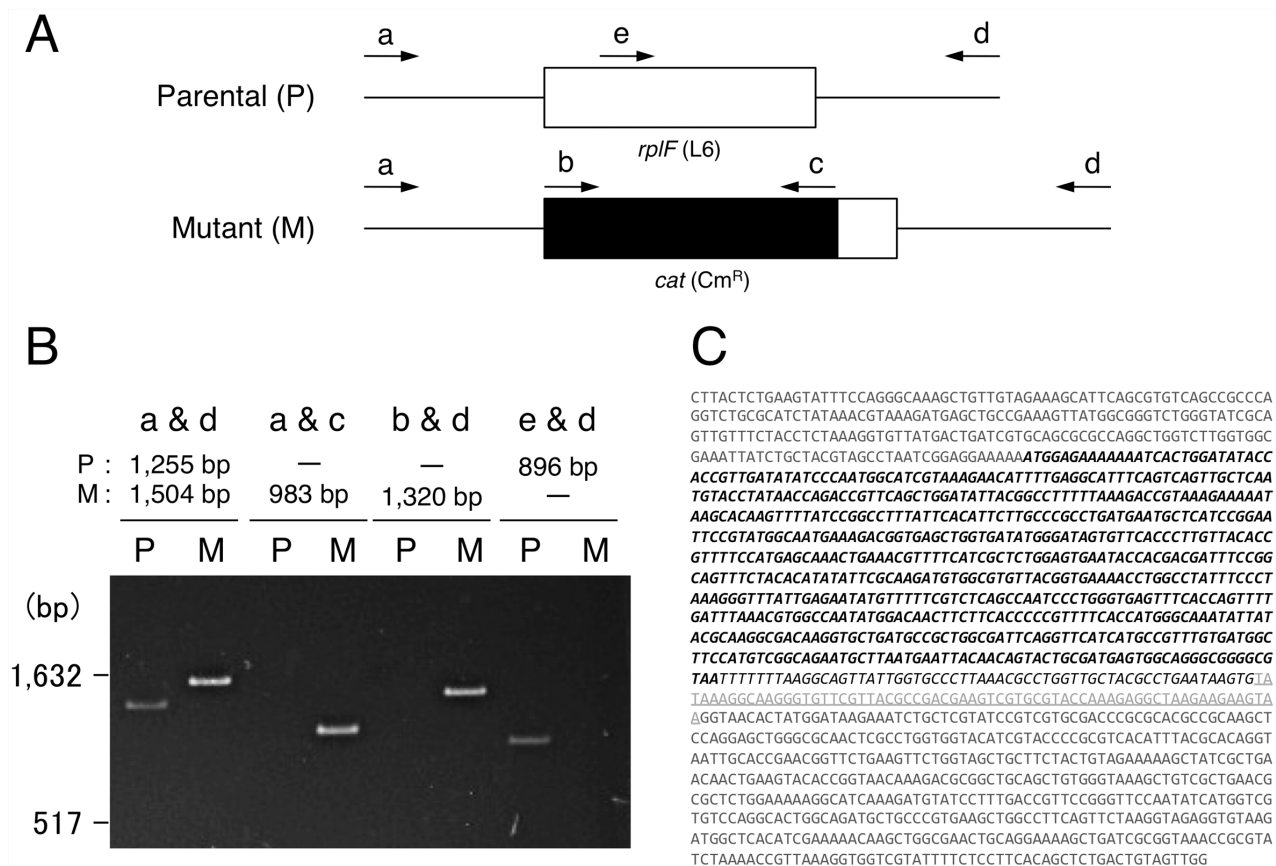 A
a
e
d
Parental (P)
rplF (L6)
a
b
c
d
Mutant (M)
cat (CmR)
B
a & d
a & c
b & d
e & d
P : 1,255 bp — — 896 bp
M : 1,504 bp 983 bp 1,320 bp —
P M P M P M P M
(bp)
1,632
517
C
CTTACTCTGAAGTATTTCCAGGGCAAAGCTGTTGTAGAAAGCATTCAGCGTGTCAGCCGCCCA
GGTCTGCGCATCTATAAACGTAAAGATGAGCTGCCGAAAGTTATGGCGGGTCTGGGTATCGCA
GTTGTTTCTACCTCTAAAGGTGTTATGACTGATCGTGCAGCGCGCCAGGCTGGTCTTGGTGGC
GAAATTATCTGCTACGTAGCCTAATCGGAGGAAAAAATGGAGAAAAAAATCACTGGATATACC
ACCGTTGATATATCCCAATGGCATCGTAAAGAACATTTTGAGGCATTTCAGTCAGTTGCTCAA
TGTACCTATAACCAGACCGTTCAGCTGGATATTACGGCCTTTTTAAAGACCGTAAAGAAAAAT
AAGCACAAGTTTTATCCGGCCTTTATTCACATTCTTGCCCGCCTGATGAATGCTCATCCGGAA
TTCCGTATGGCAATGAAAGACGGTGAGCTGGTGATATGGGATAGTGTTCACCCTTGTTACACC
GTTTTCCATGAGCAAACTGAAACGTTTTCATCGCTCTGGAGTGAATACCACGACGATTTCCGG
CAGTTTCTACACATATATTCGCAAGATGTGGCGTGTTACGGTGAAAACCTGGCCTATTTCCCT
AAAGGGTTTATTGAGAATATGTTTTTCGTCTCAGCCAATCCCTGGGTGAGTTTCACCAGTTTT
GATTTAAACGTGGCCAATATGGACAACTTCTTCACCCCCGTTTTCACCATGGGCAAATATTAT
ACGCAAGGCGACAAGGTGCTGATGCCGCTGGCGATTCAGGTTCATCATGCCGTTTGTGATGGC
TTCCATGTCGGCAGAATGCTTAATGAATTACAACAGTACTGCGATGAGTGGCAGGGCGGGGCG
TAATTTTTTTAAGGCAGTTATTGGTGCCCTTAAACGCCTGGTTGCTACGCCTGAATAAGTGTA
TAAAGGCAAGGGTGTTCGTTACGCCGACGAAGTCGTGCGTACCAAAGAGGCTAAGAAGAAGTA
AGGTAACACTATGGATAAGAAATCTGCTCGTATCCGTCGTGCGACCCGCGCACGCCGCAAGCT
CCAGGAGCTGGGCGCAACTCGCCTGGTGGTACATCGTACCCCGCGTCACATTTACGCACAGGT
AATTGCACCGAACGGTTCTGAAGTTCTGGTAGCTGCTTCTACTGTAGAAAAAGCTATCGCTGA
ACAACTGAAGTACACCGGTAACAAAGACGCGGCTGCAGCTGTGGGTAAAGCTGTCGCTGAACG
CGCTCTGGAAAAAGGCATCAAAGATGTATCCTTTGACCGTTCCGGGTTCCAATATCATGGTCG
TGTCCAGGCACTGGCAGATGCTGCCCGTGAAGCTGGCCTTCAGTTCTAAGGTAGAGGTGTAAG
ATGGCTCACATCGAAAAACAAGCTGGCGAACTGCAGGAAAAGCTGATCGCGGTAAACCGCGTA
TCTAAAACCGTTAAAGGTGGTCGTATTTTCTCCTTCACAGCTCTGACTGTAGTTGG